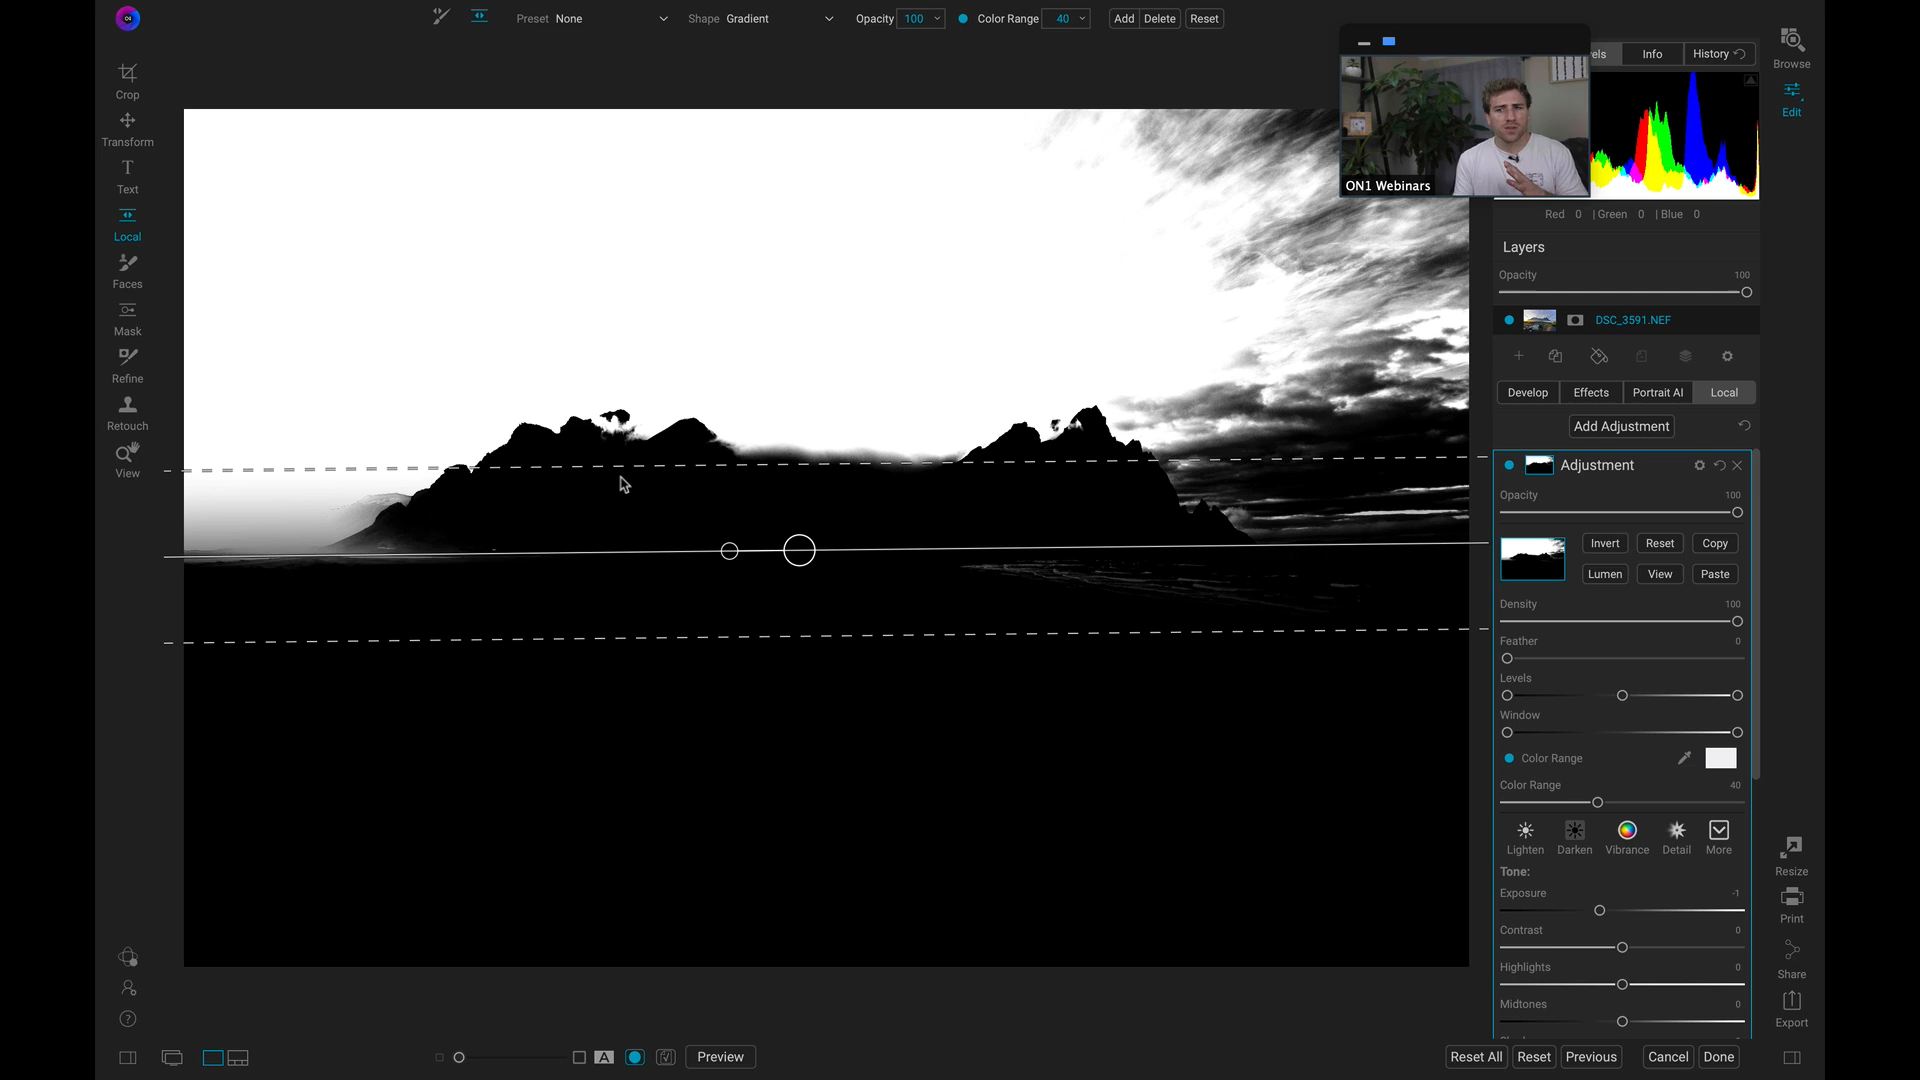 Preset None
Shape Gradient
Opacity 100
Color Range 40
Add Delete Reset
Crop
Transform
Text
Local
Faces
Mask
Refine
Retouch
View
ON1 Webinars
els Info History
Red 0 | Green 0 | Blue 0
Layers
Opacity 100
DSC_3591.NEF
Develop Effects Portrait AI Local
Add Adjustment
Adjustment
Opacity 100
Invert Reset Copy
Lumen View Paste
Density 100
Feather 0
Levels
Window
Color Range
Color Range 40
Lighten Darken Vibrance Detail More
Tone:
Exposure -1
Contrast 0
Highlights 0
Midtones 0
Browse
Edit
Resize
Print
Share
Export
A
Preview
Reset All Reset Previous Cancel Done